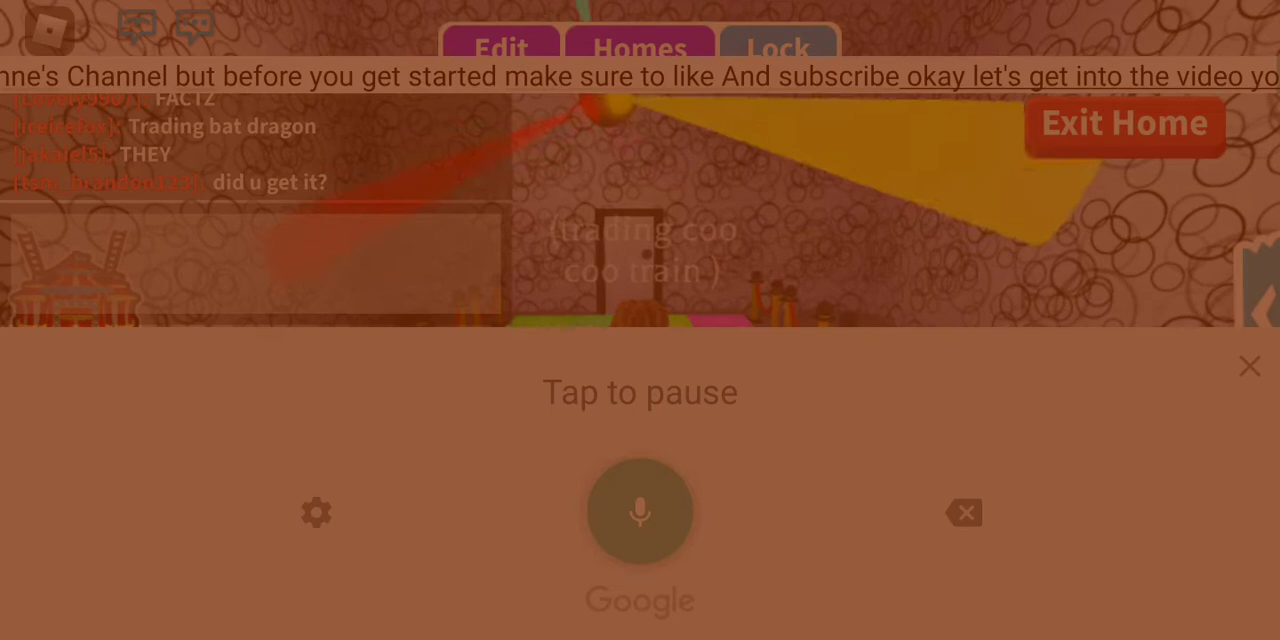 Edit Homes Lock
nne's Channel but before you get started make sure to like And subscribe okay let's get into the video yo
FACTZ
Exit Home
Trading bat dragon
THEY
did u get it?
(trading coo
coo train )
Tap to pause
Google